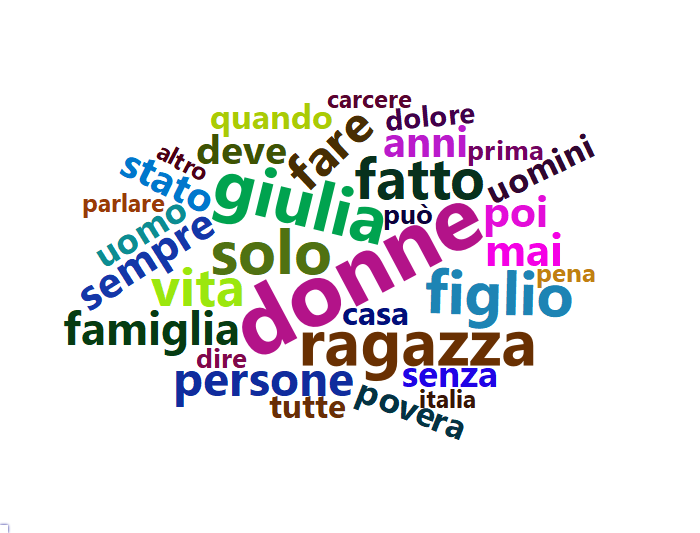 carcere
quando
dolore
fare
anni
deve
prima
altro
uomini
stato
giulia
fatto
parlare
può
poi
uomo
donne
solo
mai
sempre
pena
vita
figlio
casa
famiglia
ragazza
dire
senza
persone
italia
tutte
povera